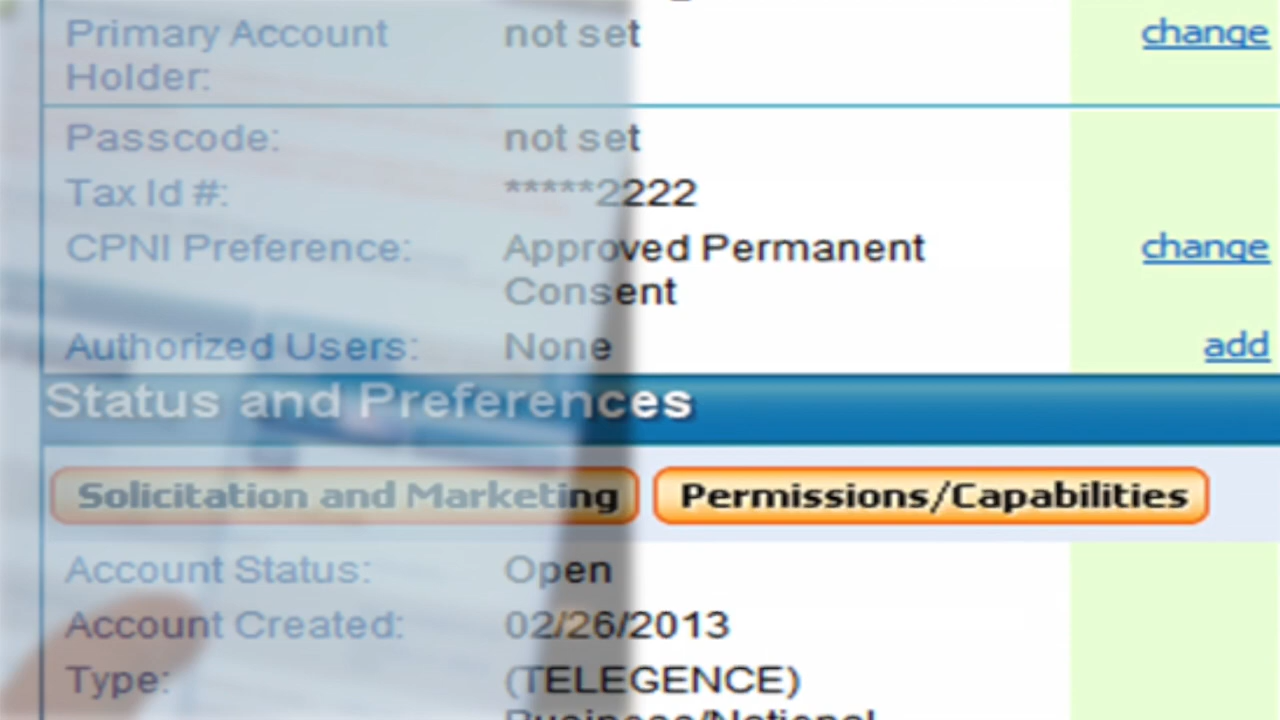 Primary Account not set change
Holder:
Passcode: not set
Tax Id #: *****2222
CPNI Preference: Approved Permanent change
Consent
Authorized Users: None add
Status and Preferences
Solicitation and Marketing Permissions/Capabilities
Account Status: Open
Account Created: 02/26/2013
Type: (TELEGENCE)
Business/National